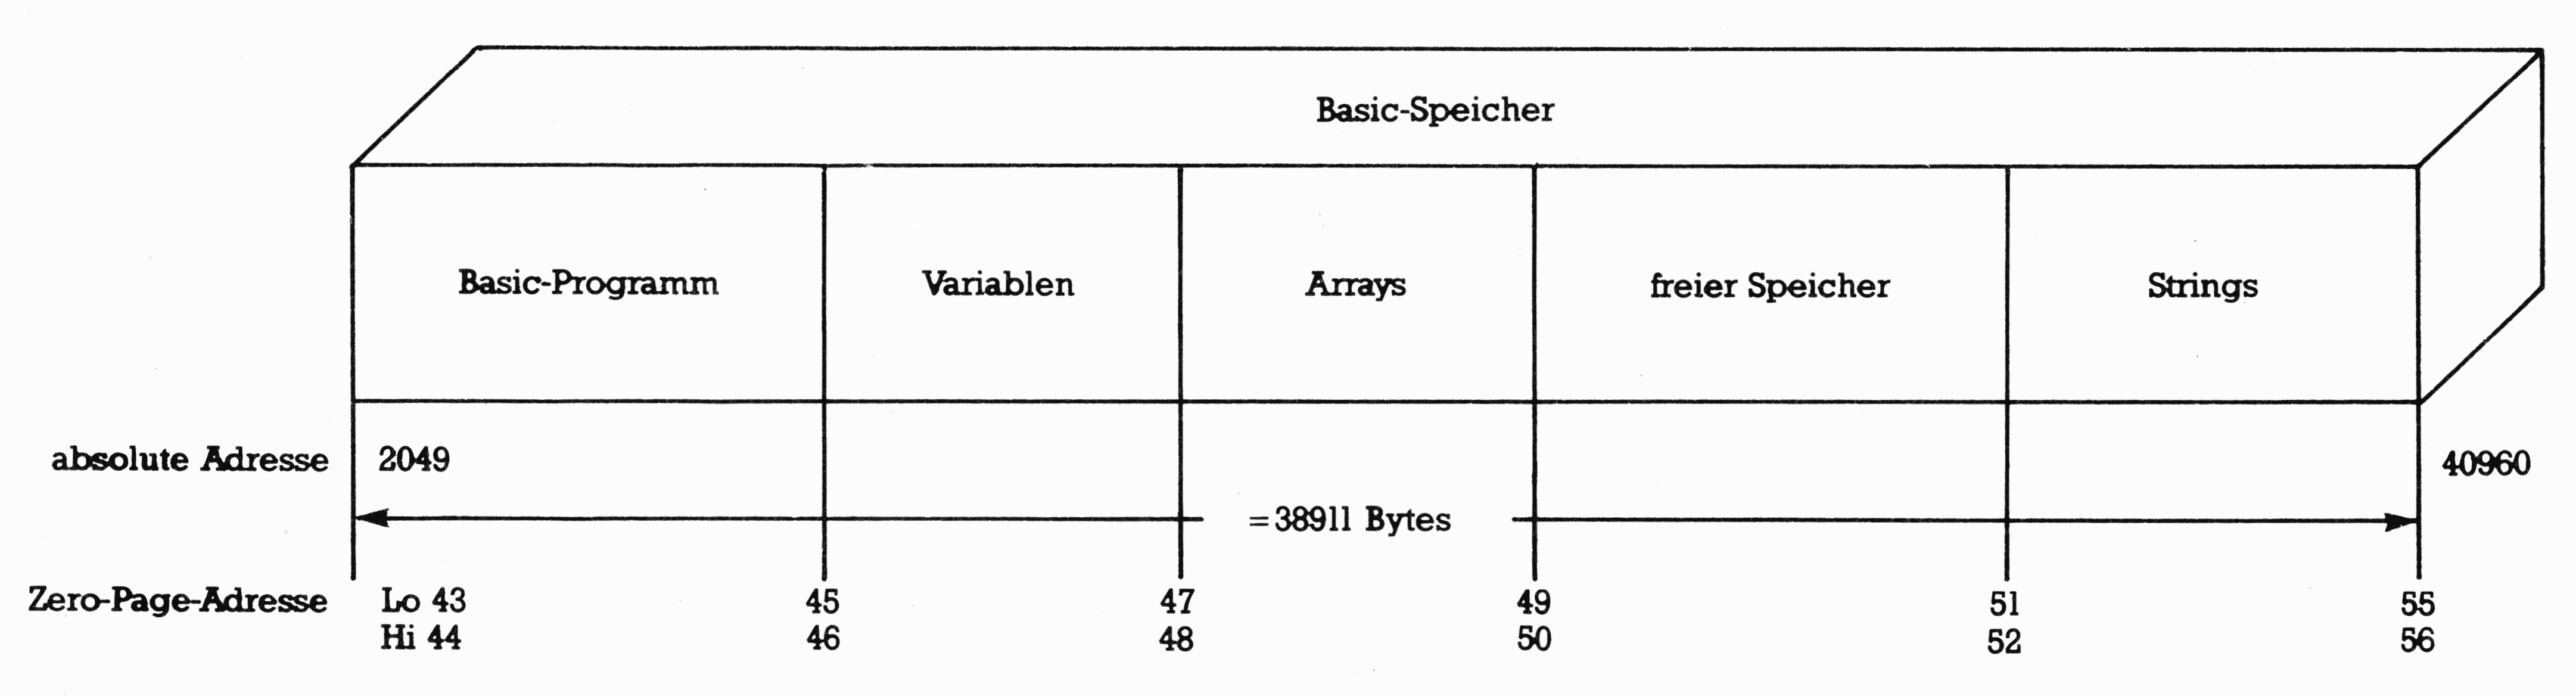 Basic-Speicher
Basic-Programm Variablen Arrays freier Speicher Strings
absolute Adresse 2049 40960
=38911 Bytes
Zero-Page-Adresse Lo 43 45 47 49 51 55
Hi 44 46 48 50 52 56